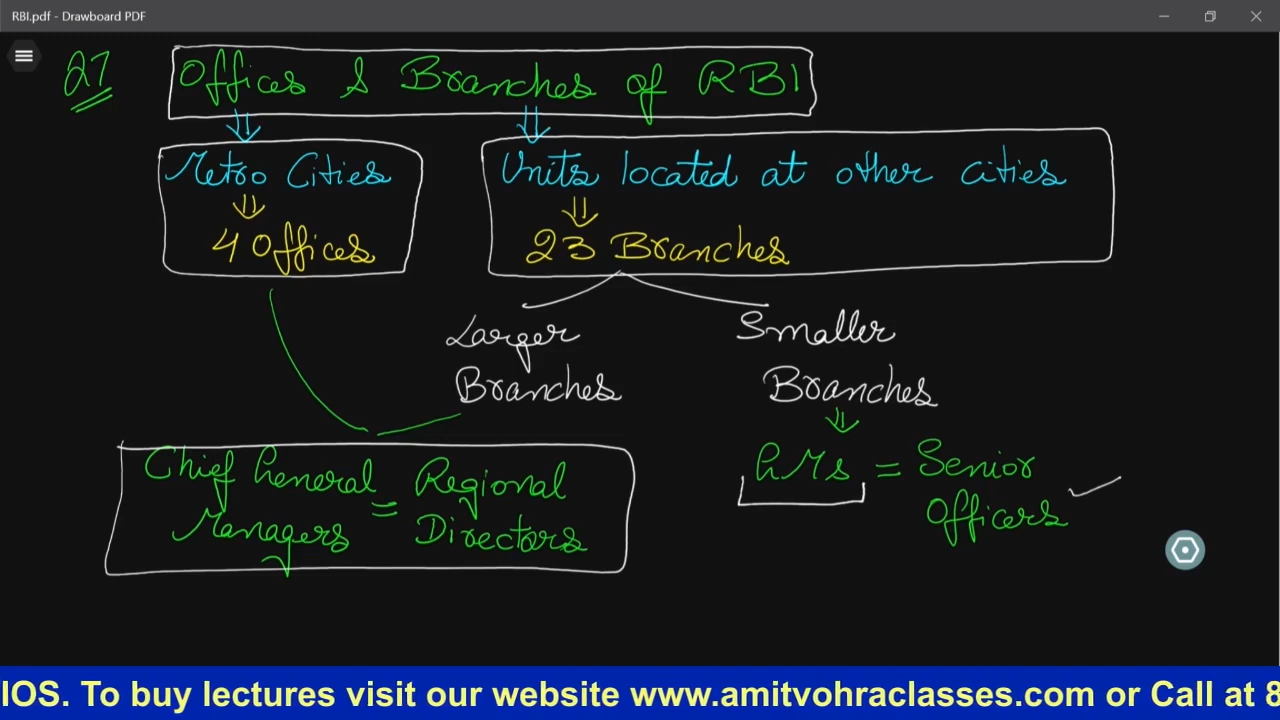 RBI.pdf - Drawboard PDF
27
Offices & Branches of RBI
Metro Cities
4 Offices
Units located at other cities
23 Branches
Larger
Branches
Smaller
Branches
Chief General
Managers
=
Regional
Directors
GMs = Senior
Officers
IOS. To buy lectures visit our website www.amitvohraclasses.com or Call at 8